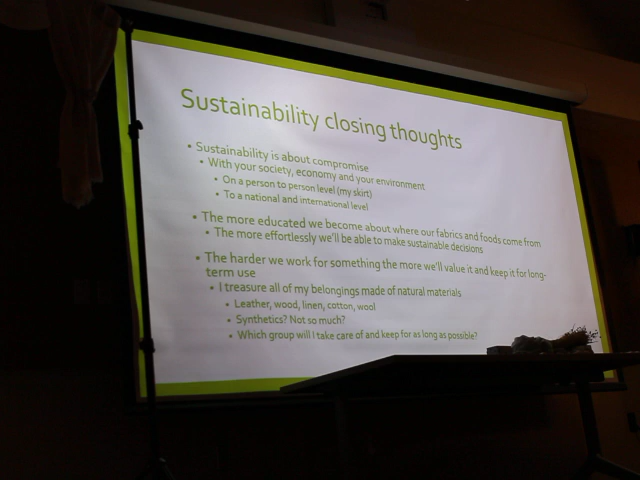 Sustainability closing thoughts
• Sustainability is about compromise
• With your society, economy and your environment
• On a person to person level (my skirt)
• To a national and international level
• The more educated we become about where our fabrics and foods come from
• The more effortlessly we'll be able to make sustainable decisions
• The harder we work for something the more we'll value it and keep it for long-
term use
• I treasure all of my belongings made of natural materials
• Leather, wood, linen, cotton, wool
• Synthetics? Not so much?
• Which group will I take care of and keep for as long as possible?